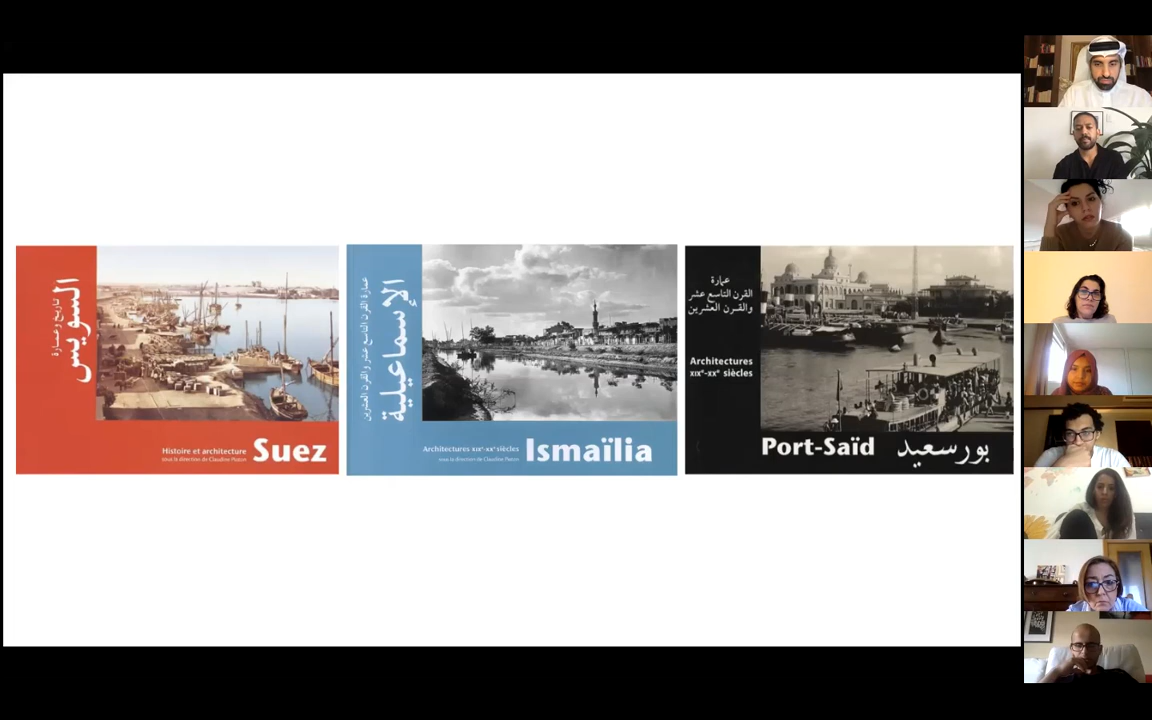 السويس
تاريخ وعمارة
Histoire et architecture
sous la direction de Claudine Piaton
Suez
عمارة القرن التاسع عشر والقرن العشرين
الإسماعيلية
Architectures XIXᵉ-XXᵉ siècles
sous la direction de Claudine Piaton
Ismaïlia
عمارة
القرن التاسع عشر
والقرن العشرين
Architectures
XIXᵉ-XXᵉ siècles
Port-Saïd
بورسعيد